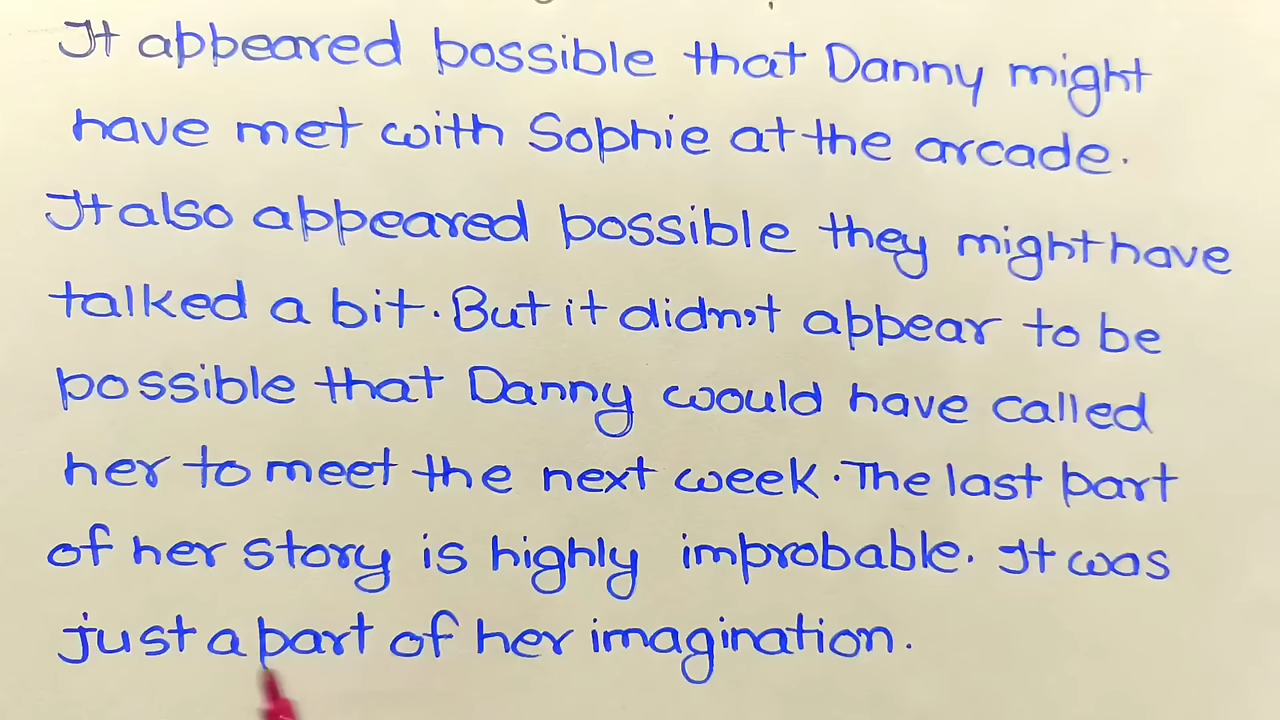 It appeared possible that Danny might
have met with Sophie at the arcade.
It also appeared possible they might have
talked a bit. But it didn't appear to be
possible that Danny would have called
her to meet the next week. The last part
of her story is highly improbable. It was
just a part of her imagination.